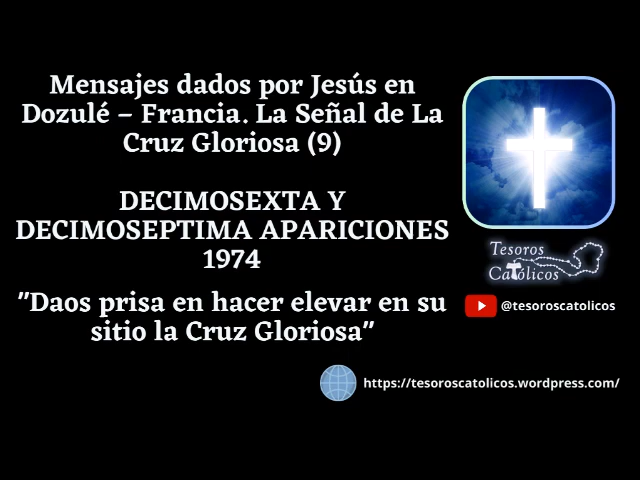 Mensajes dados por Jesús en
Dozulé – Francia. La Señal de La
Cruz Gloriosa (9)
DECIMOSEXTA Y
DECIMOSEPTIMA APARICIONES
1974
"Daos prisa en hacer elevar en su
sitio la Cruz Gloriosa"
Tesoros
Católicos
@tesoroscatolicos
https://tesoroscatolicos.wordpress.com/